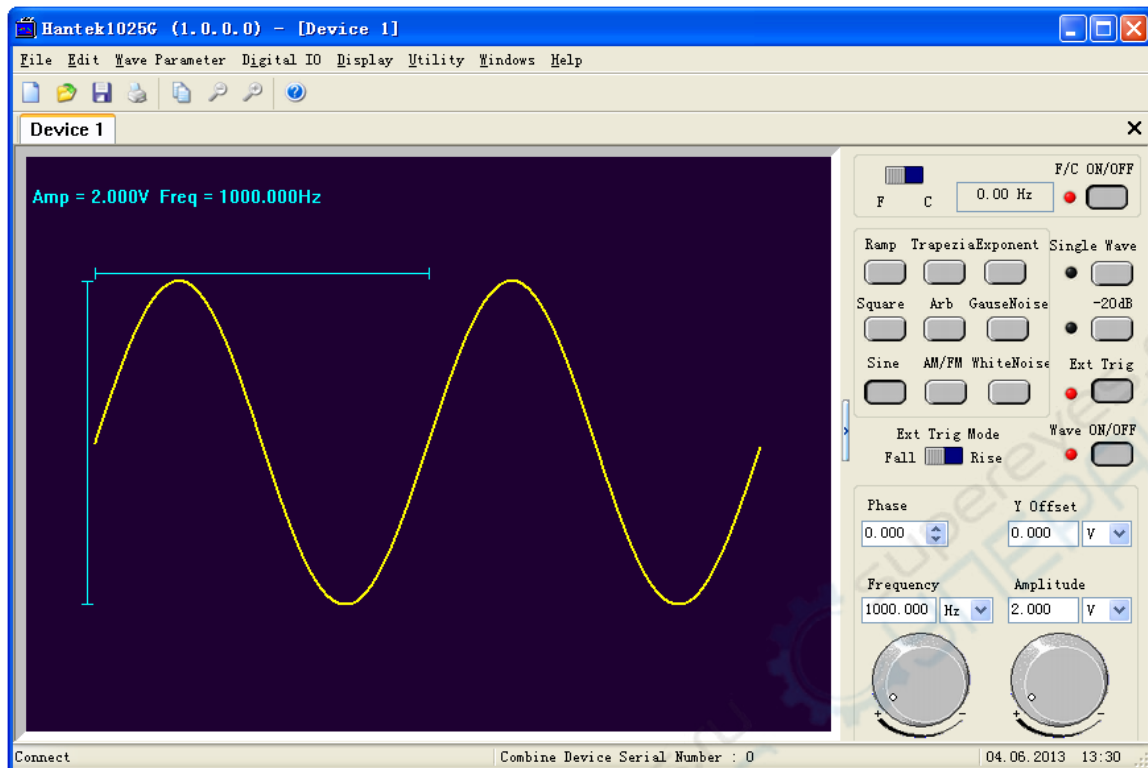 Hantek1025G (1.0.0.0) - [Device 1]
File Edit Wave Parameter Digital IO Display Utility Windows Help
Device 1
Amp = 2.000V Freq = 1000.000Hz
F/C ON/OFF
F C 0.00 Hz
Ramp TrapeziaExponent Single Wave
Square Arb GauseNoise -20dB
Sine AM/FM WhiteNoise Ext Trig
Ext Trig Mode Wave ON/OFF
Fall Rise
Phase Y Offset
0.000 0.000 V
Frequency Amplitude
1000.000 Hz 2.000 V
+ - + -
Connect Combine Device Serial Number : 0 04.06.2013 13:30